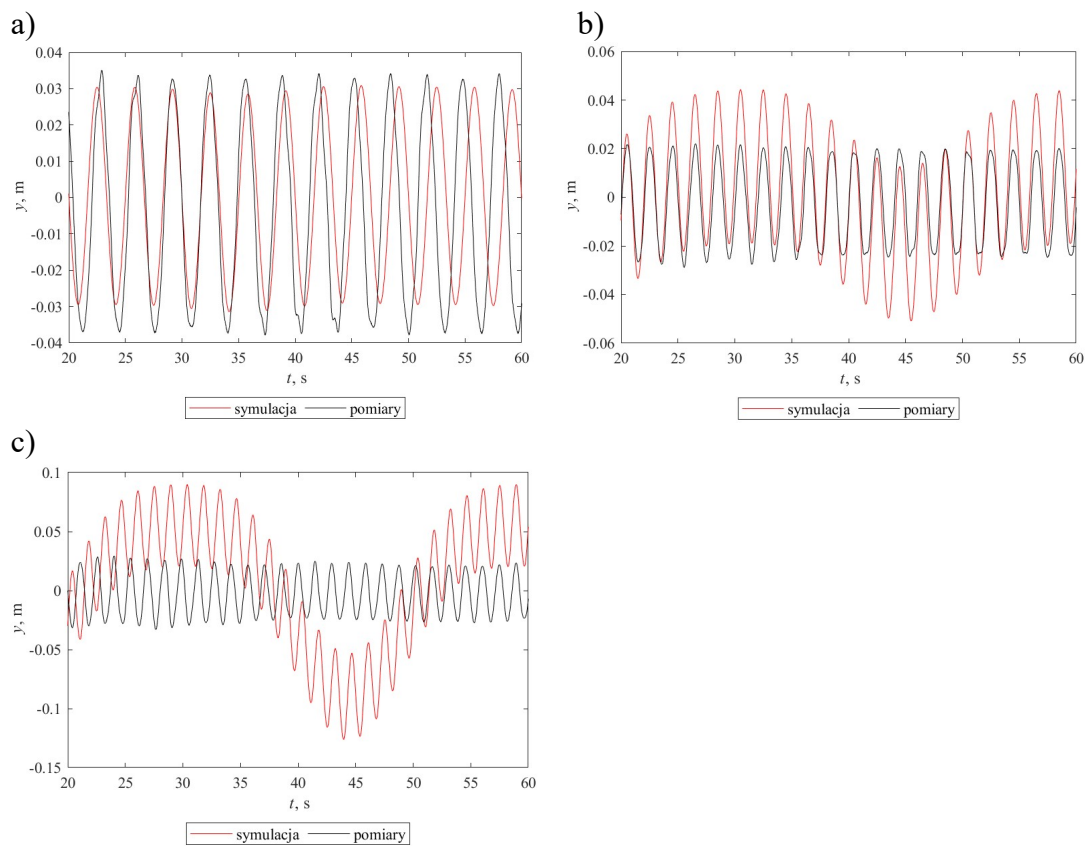 a)
0.04
0.03
0.02
0.01
0
-0.01
-0.02
-0.03
-0.04
y, m
20 25 30 35 40 45 50 55 60
t, s
symulacja pomiary
b)
0.06
0.04
0.02
0
-0.02
-0.04
-0.06
y, m
20 25 30 35 40 45 50 55 60
t, s
symulacja pomiary
c)
0.1
0.05
0
-0.05
-0.1
-0.15
y, m
20 25 30 35 40 45 50 55 60
t, s
symulacja pomiary